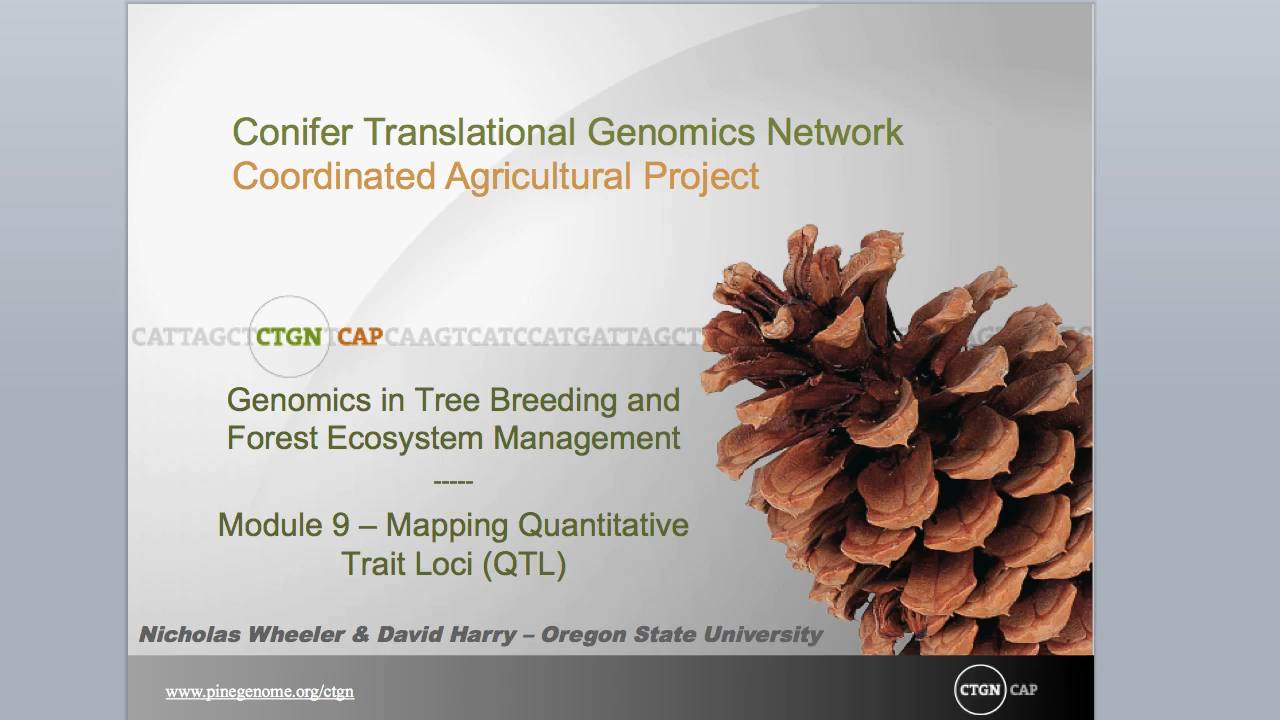 Conifer Translational Genomics Network
Coordinated Agricultural Project
CATTAGCT CTGN T CAP CAAGTCATCCATGATTAGCT
Genomics in Tree Breeding and
Forest Ecosystem Management
-----
Module 9 – Mapping Quantitative
Trait Loci (QTL)
Nicholas Wheeler & David Harry – Oregon State University
www.pinegenome.org/ctgn
CTGN CAP